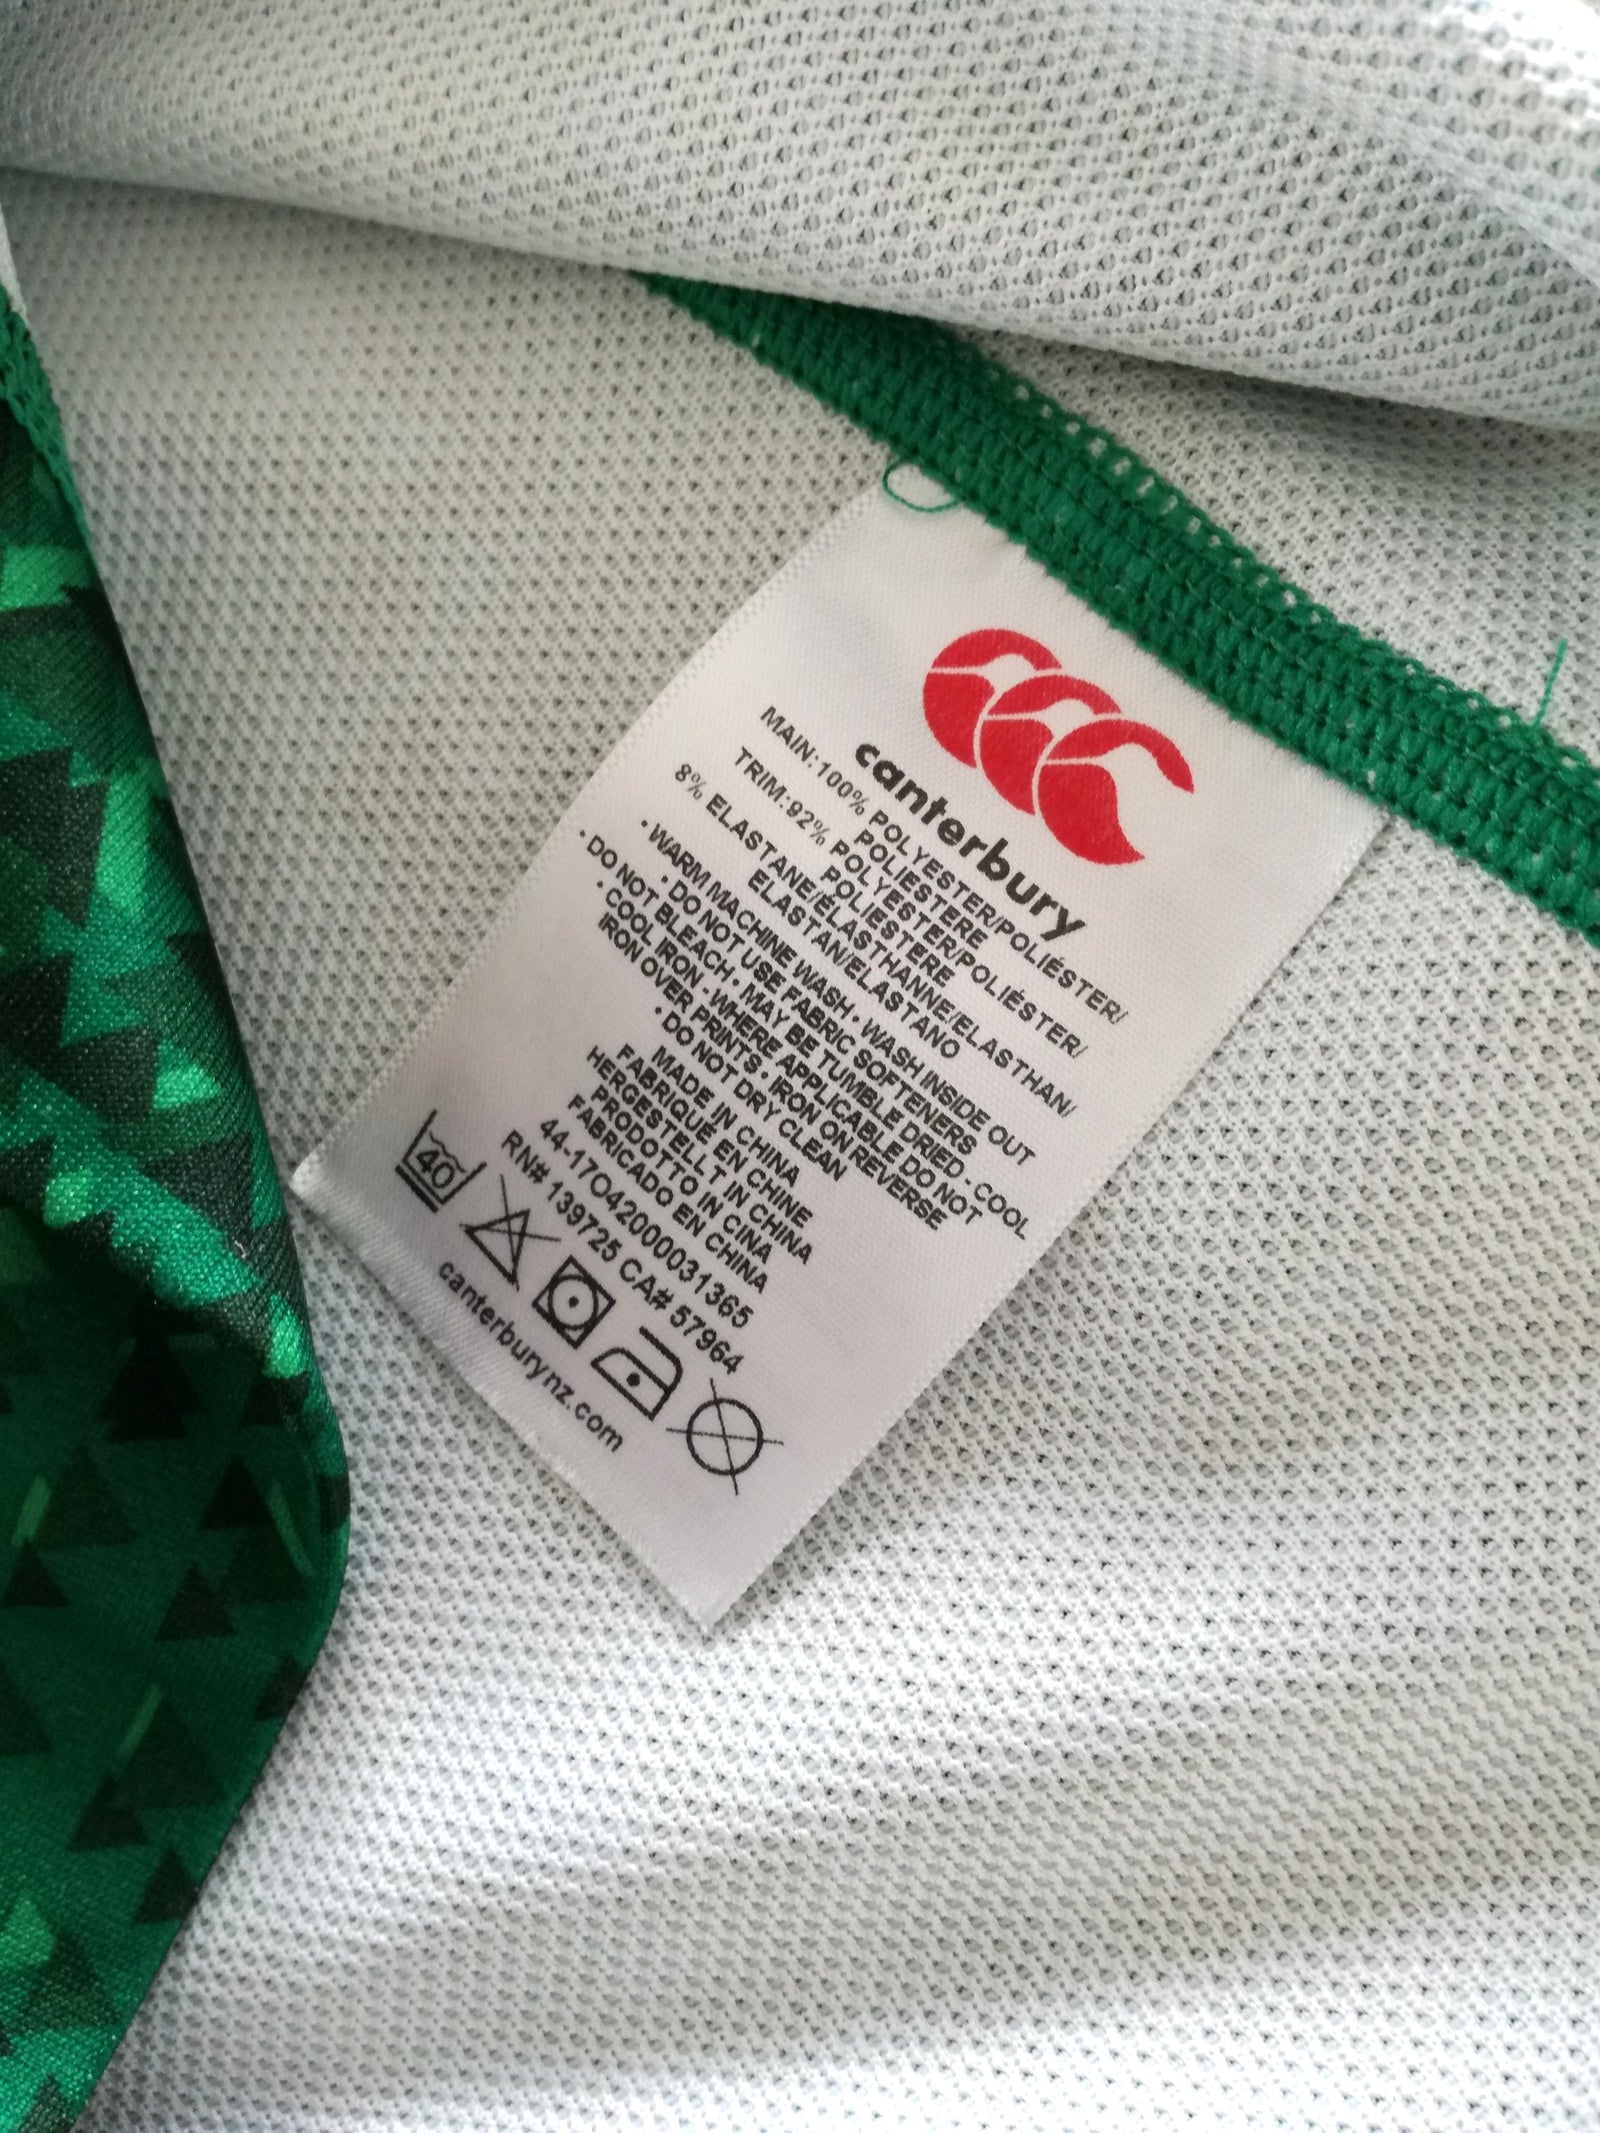 canterbury
MAIN:100% POLYESTER/POLIÉSTER/
POLIESTERE
TRIM:92% POLYESTER/POLIÉSTER/
POLIESTERE
8% ELASTANE/ÉLASTHANNE/ELASTHAN/
ELASTAN/ELASTANO
• WARM MACHINE WASH • WASH INSIDE OUT
• DO NOT USE FABRIC SOFTENERS
• DO NOT BLEACH • MAY BE TUMBLE DRIED - COOL
• COOL IRON - WHERE APPLICABLE DO NOT
IRON OVER PRINTS • IRON ON REVERSE
• DO NOT DRY CLEAN
MADE IN CHINA
FABRIQUÉ EN CHINE
HERGESTELLT IN CHINA
PRODOTTO IN CINA
FABRICADO EN CHINA
44-17O4200031365
RN# 139725 CA# 57964
40
canterburynz.com